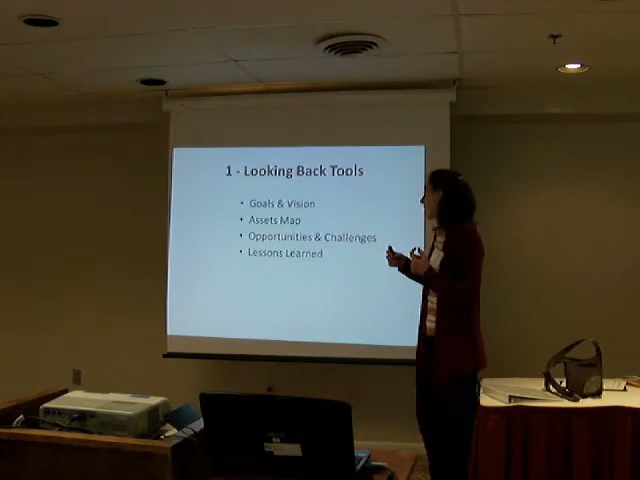 1 - Looking Back Tools
• Goals & Vision
• Assets Map
• Opportunities & Challenges
• Lessons Learned